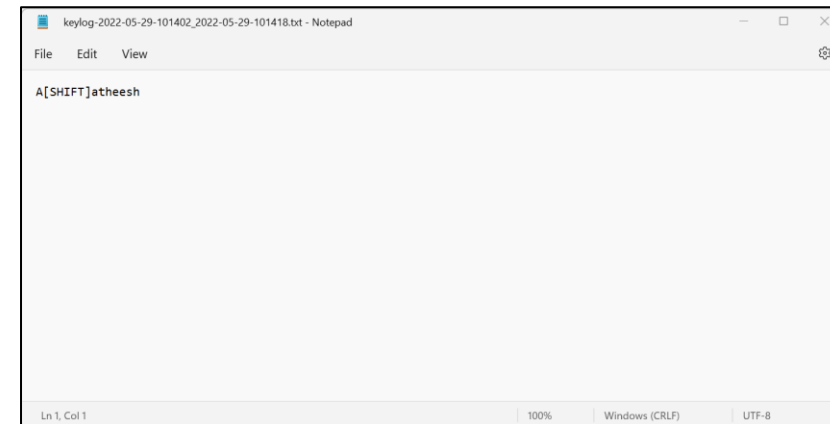 keylog-2022-05-29-101402_2022-05-29-101418.txt - Notepad
File Edit View
A[SHIFT]atheesh
Ln 1, Col 1 100% Windows (CRLF) UTF-8